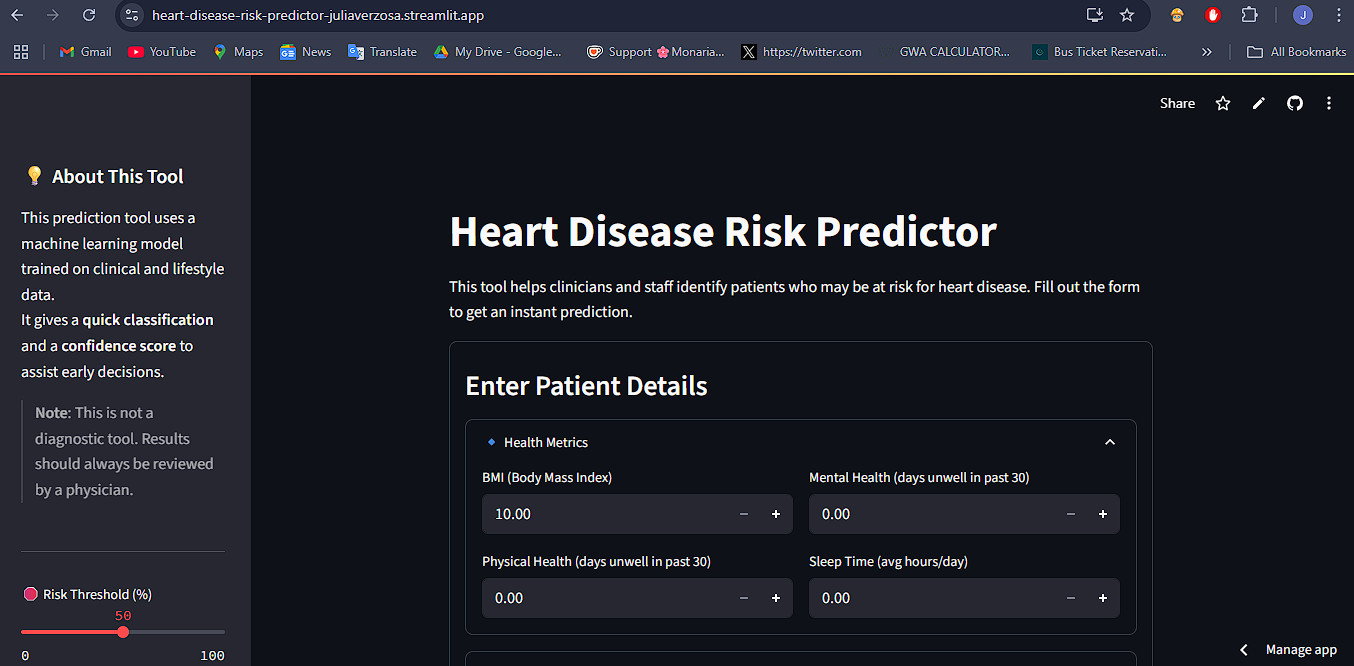 heart-disease-risk-predictor-juliaverzosa.streamlit.app
J
Gmail
YouTube
Maps
News
Translate
My Drive - Google...
Support 🌸Monaria...
https://twitter.com
GWA CALCULATOR...
Bus Ticket Reservati...
All Bookmarks
Share
💡 About This Tool
This prediction tool uses a
machine learning model
trained on clinical and lifestyle
data.
It gives a quick classification
and a confidence score to
assist early decisions.
Note: This is not a
diagnostic tool. Results
should always be reviewed
by a physician.
Risk Threshold (%)
50
0 100
Heart Disease Risk Predictor
This tool helps clinicians and staff identify patients who may be at risk for heart disease. Fill out the form
to get an instant prediction.
Enter Patient Details
🔹 Health Metrics
BMI (Body Mass Index)
10.00
Mental Health (days unwell in past 30)
0.00
Physical Health (days unwell in past 30)
0.00
Sleep Time (avg hours/day)
0.00
Manage app